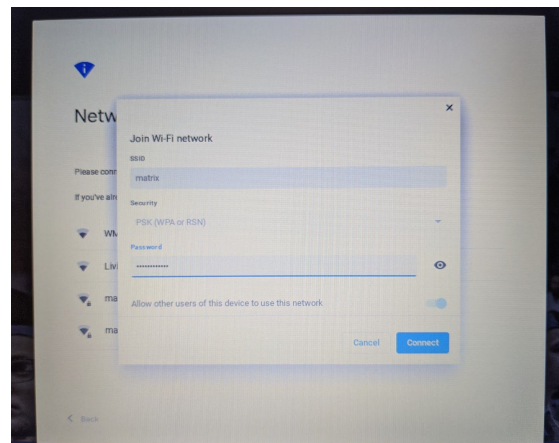 Netw
Please conn
If you've alre
WM
Livi
ma
ma
Back
Join Wi-Fi network
SSID
matrix
Security
PSK (WPA or RSN)
Password
••••••••••••
Allow other users of this device to use this network
Cancel
Connect